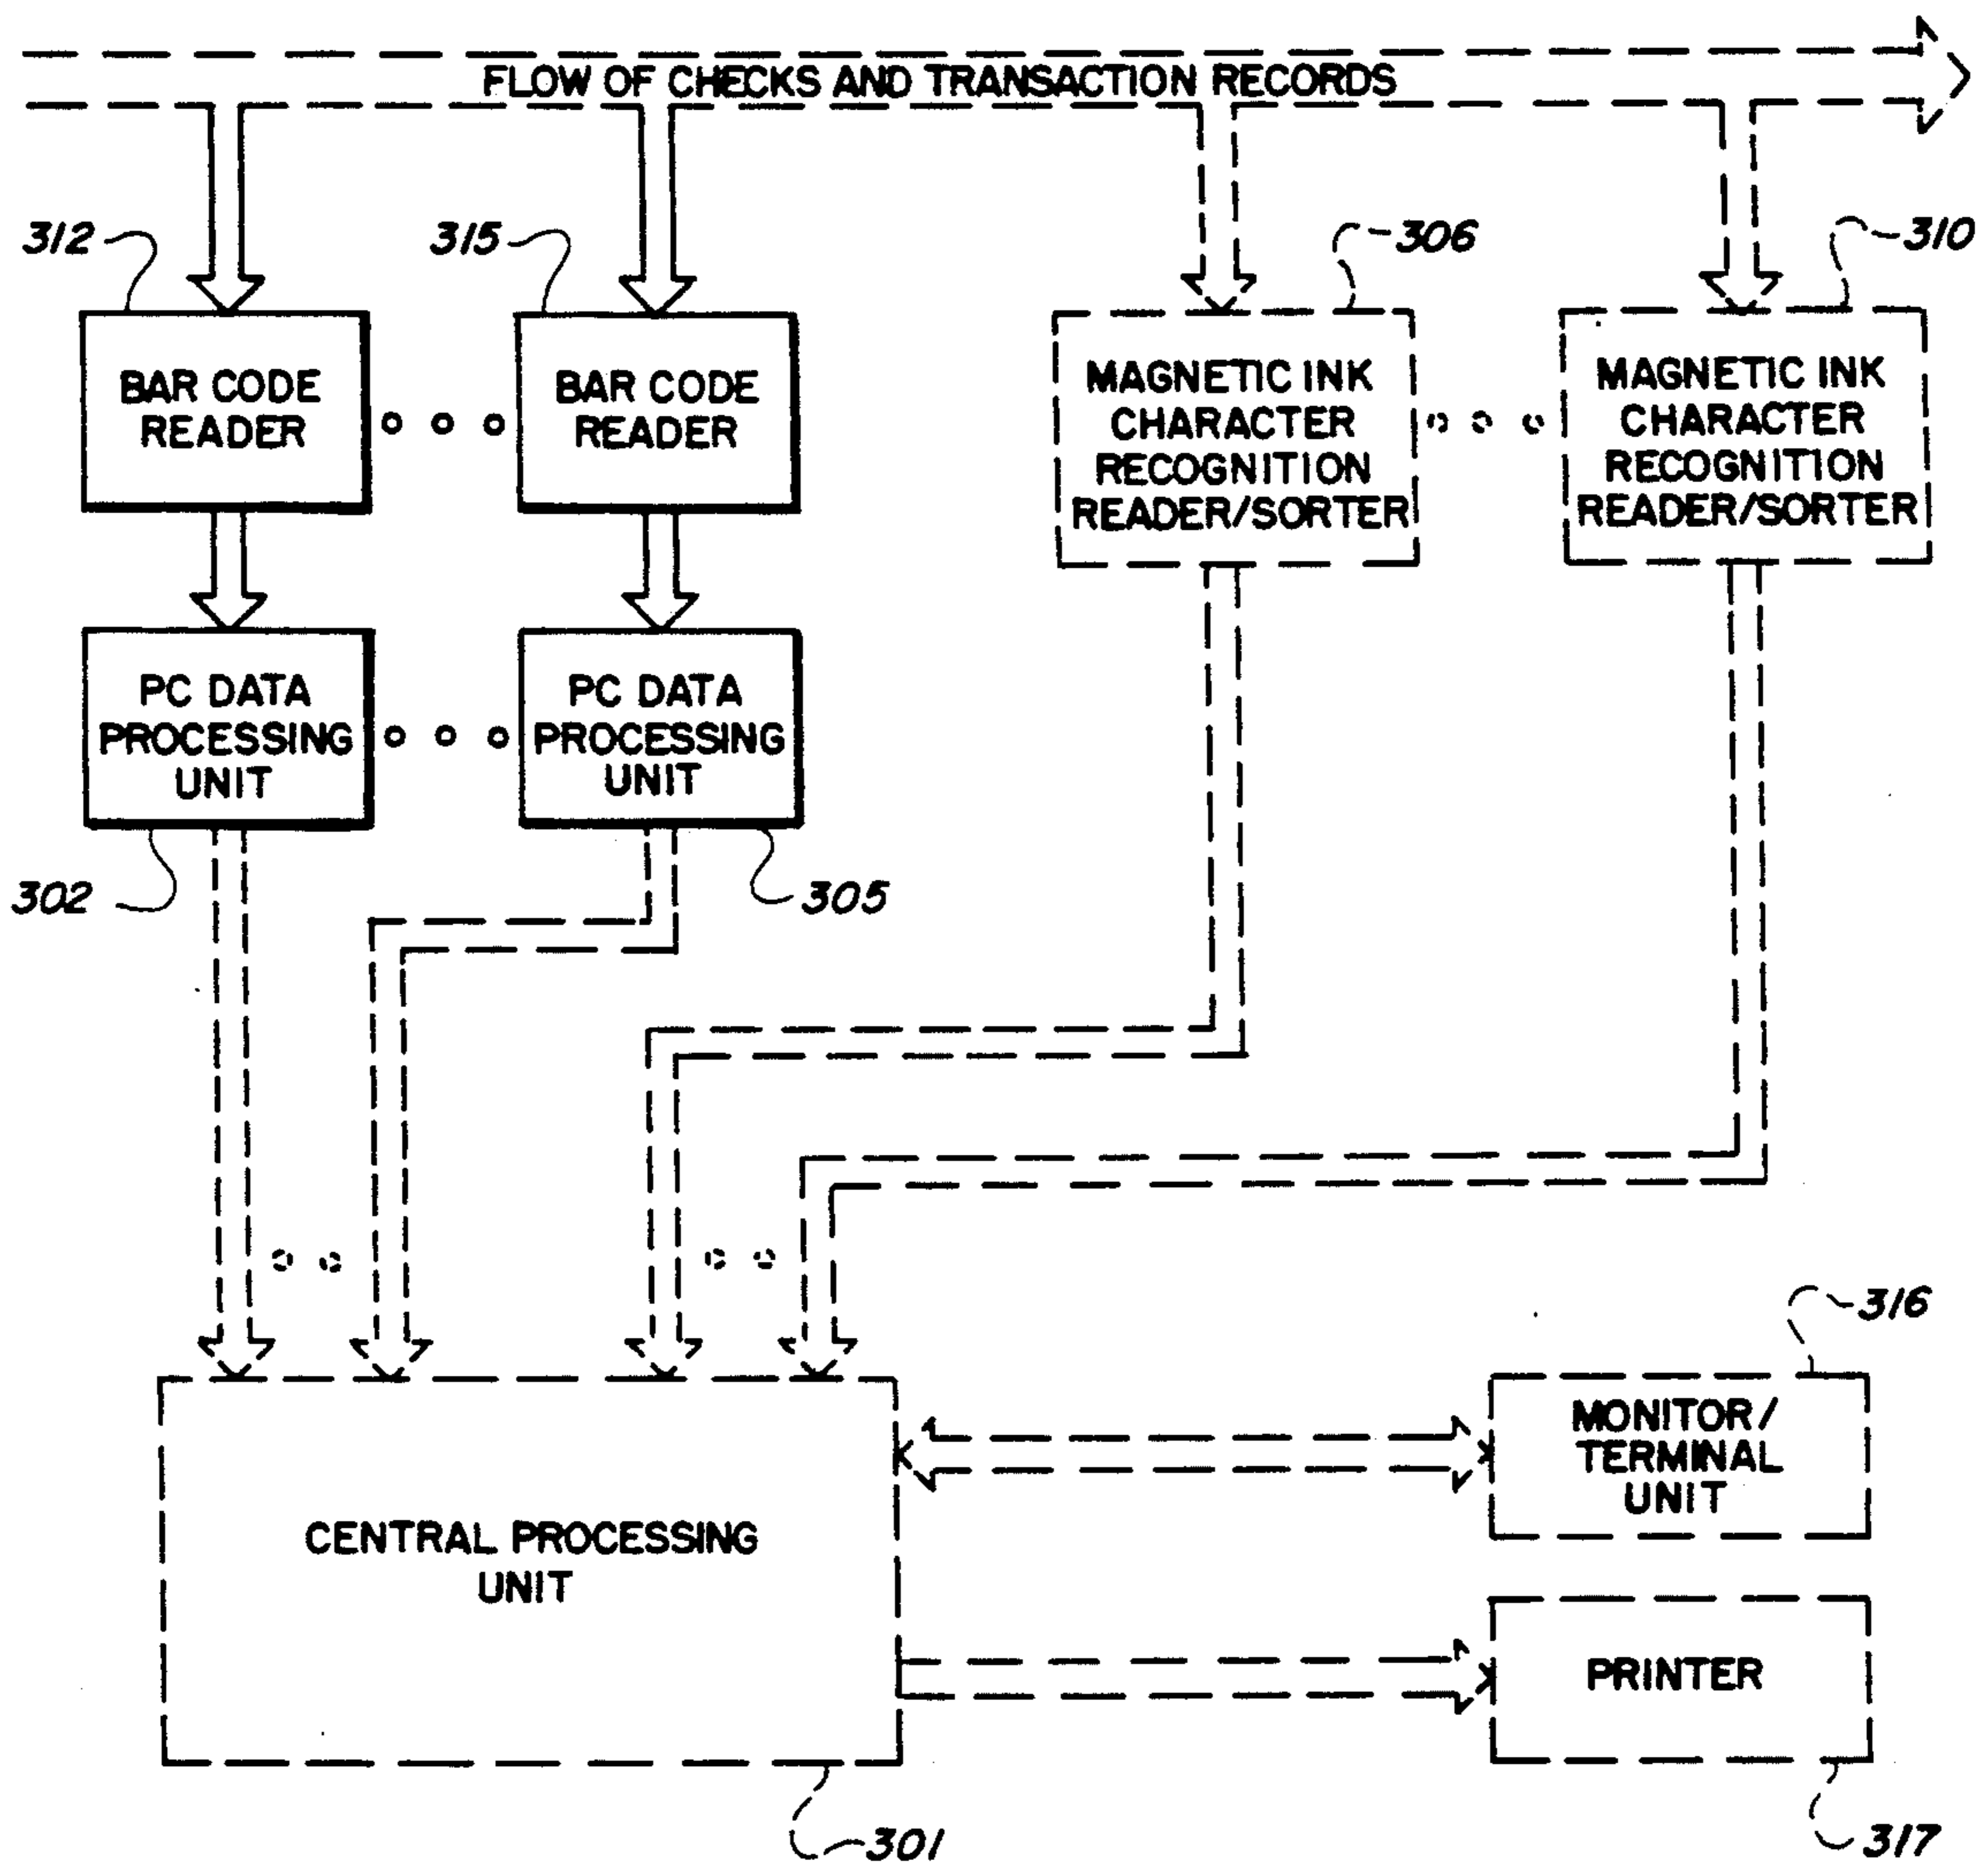 FLOW OF CHECKS AND TRANSACTION RECORDS
312
315
306
310
BAR CODE
READER
BAR CODE
READER
MAGNETIC INK
CHARACTER
RECOGNITION
READER/SORTER
MAGNETIC INK
CHARACTER
RECOGNITION
READER/SORTER
PC DATA
PROCESSING
UNIT
PC DATA
PROCESSING
UNIT
302
305
316
MONITOR/
TERMINAL
UNIT
CENTRAL PROCESSING
UNIT
PRINTER
301
317